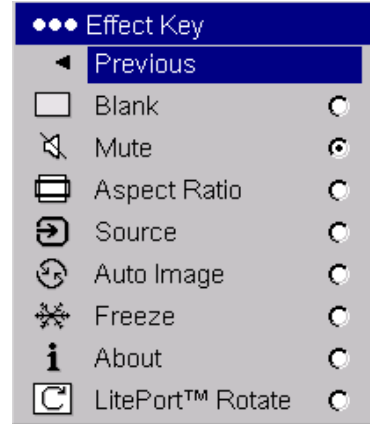 Effect Key
Previous
Blank
Mute
Aspect Ratio
Source
Auto Image
Freeze
About
LitePort™ Rotate